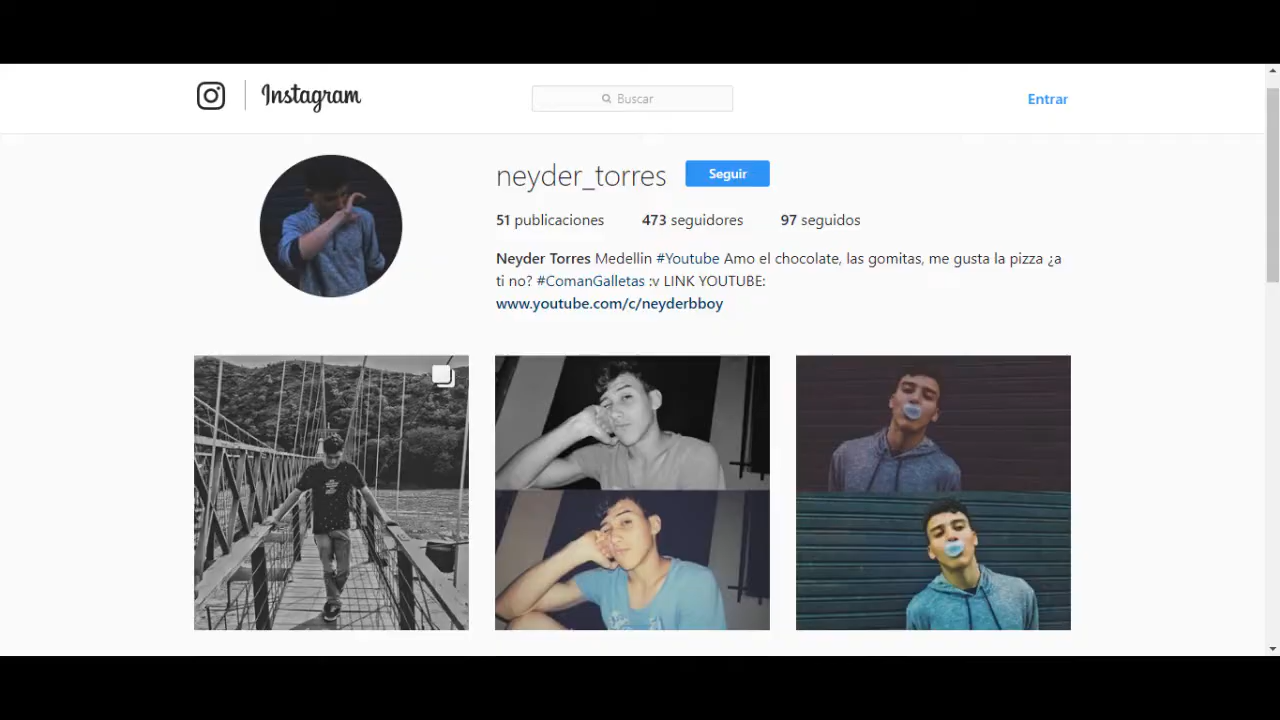 Instagram
Buscar
Entrar
neyder_torres
Seguir
51 publicaciones 473 seguidores 97 seguidos
Neyder Torres Medellin #Youtube Amo el chocolate, las gomitas, me gusta la pizza ¿a
ti no? #ComanGalletas :v LINK YOUTUBE:
www.youtube.com/c/neyderbboy